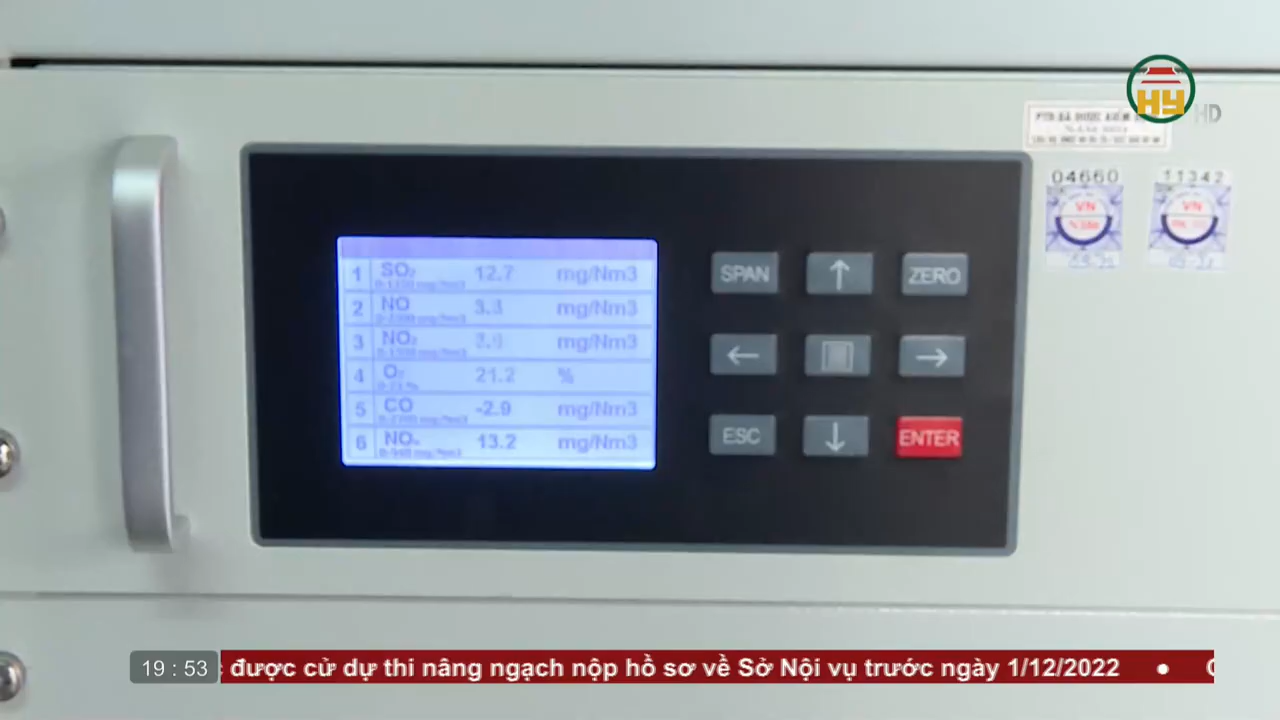 HY HD
04660 11342
VN VN
1 SO₂ 12.7 mg/Nm3
2 NO 3.3 mg/Nm3
3 NO₂ mg/Nm3
4 O₂ 21.2 %
5 CO -2.9 mg/Nm3
6 NOₓ 13.2 mg/Nm3
SPAN ↑ ZERO
← →
ESC ↓ ENTER
19 : 53 được cử dự thi nâng ngạch nộp hồ sơ về Sở Nội vụ trước ngày 1/12/2022 •